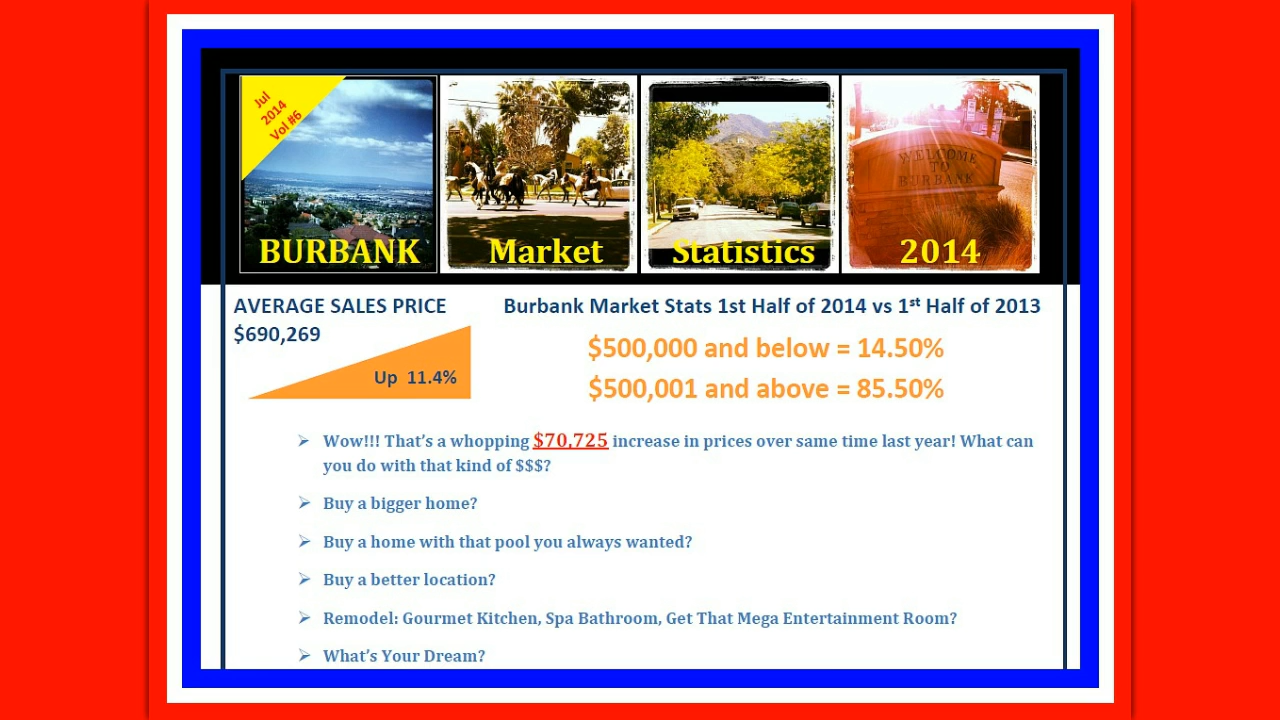 Jul
2014
Vol #6
WELCOME
TO
BURBANK
BURBANK Market Statistics 2014
AVERAGE SALES PRICE
$690,269
Up 11.4%
Burbank Market Stats 1st Half of 2014 vs 1st Half of 2013
$500,000 and below = 14.50%
$500,001 and above = 85.50%
➢ Wow!!! That’s a whopping $70,725 increase in prices over same time last year! What can
you do with that kind of $$$?
➢ Buy a bigger home?
➢ Buy a home with that pool you always wanted?
➢ Buy a better location?
➢ Remodel: Gourmet Kitchen, Spa Bathroom, Get That Mega Entertainment Room?
➢ What’s Your Dream?